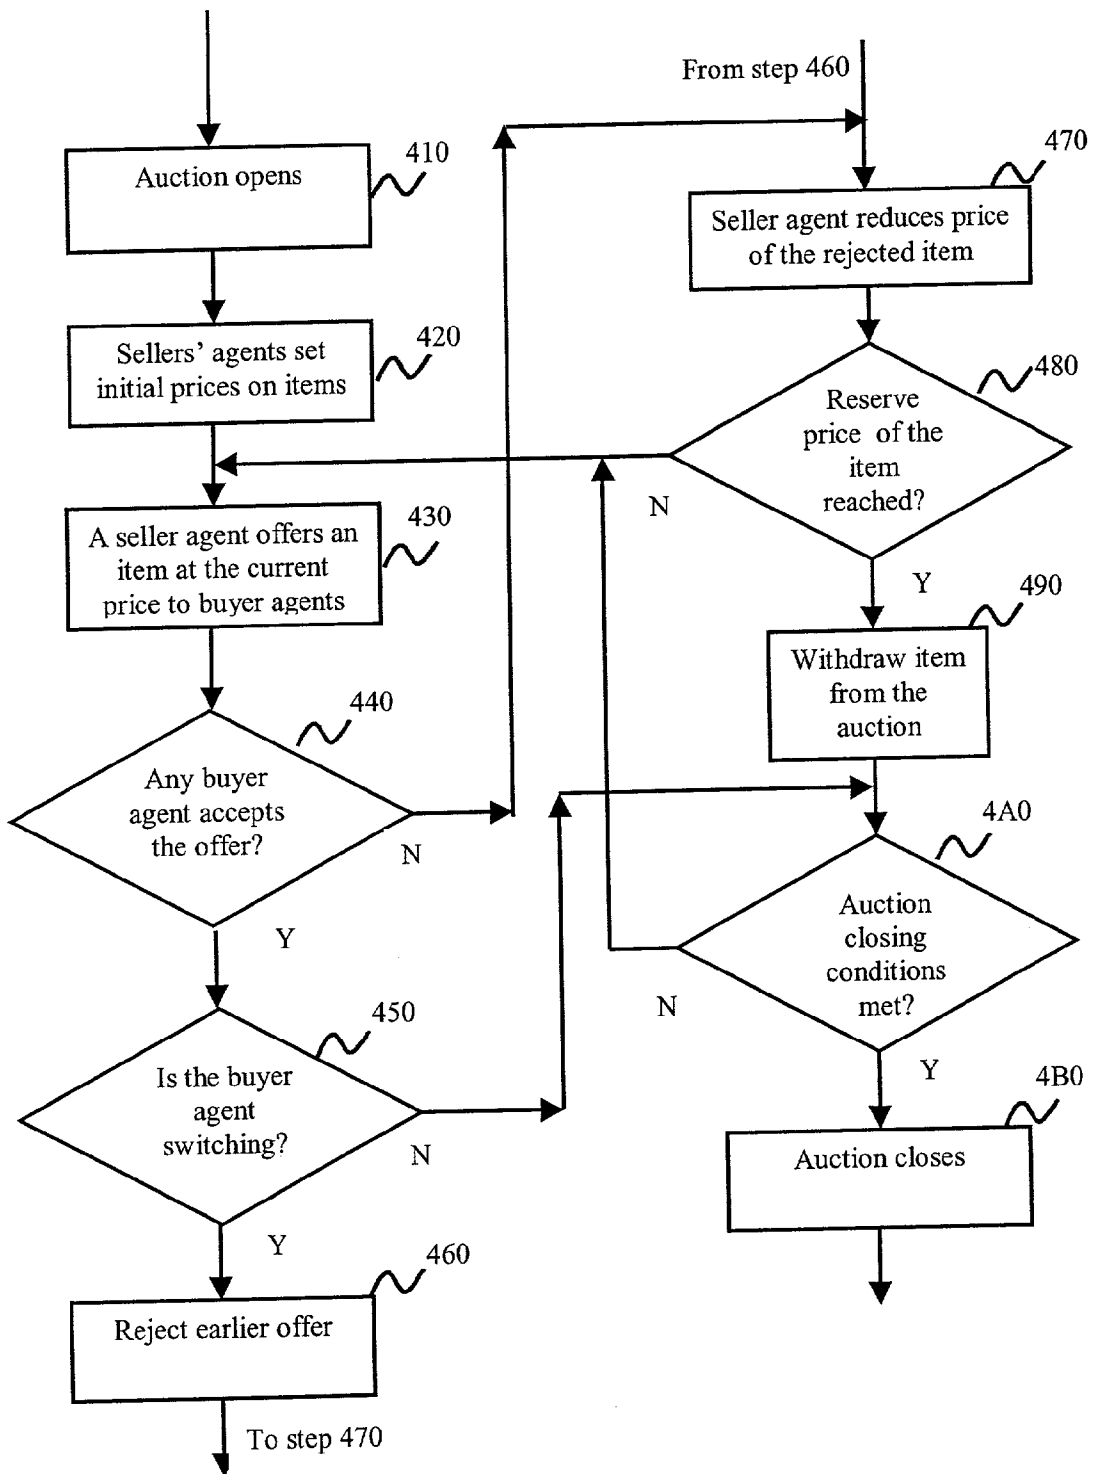 410
Auction opens
420
Sellers' agents set
initial prices on items
430
A seller agent offers an
item at the current
price to buyer agents
440
Any buyer
agent accepts
the offer?
N
Y
450
Is the buyer
agent
switching?
N
Y
460
Reject earlier offer
To step 470
From step 460
470
Seller agent reduces price
of the rejected item
480
Reserve
price of the
item
reached?
N
Y
490
Withdraw item
from the
auction
4A0
Auction
closing
conditions
met?
N
Y
4B0
Auction closes